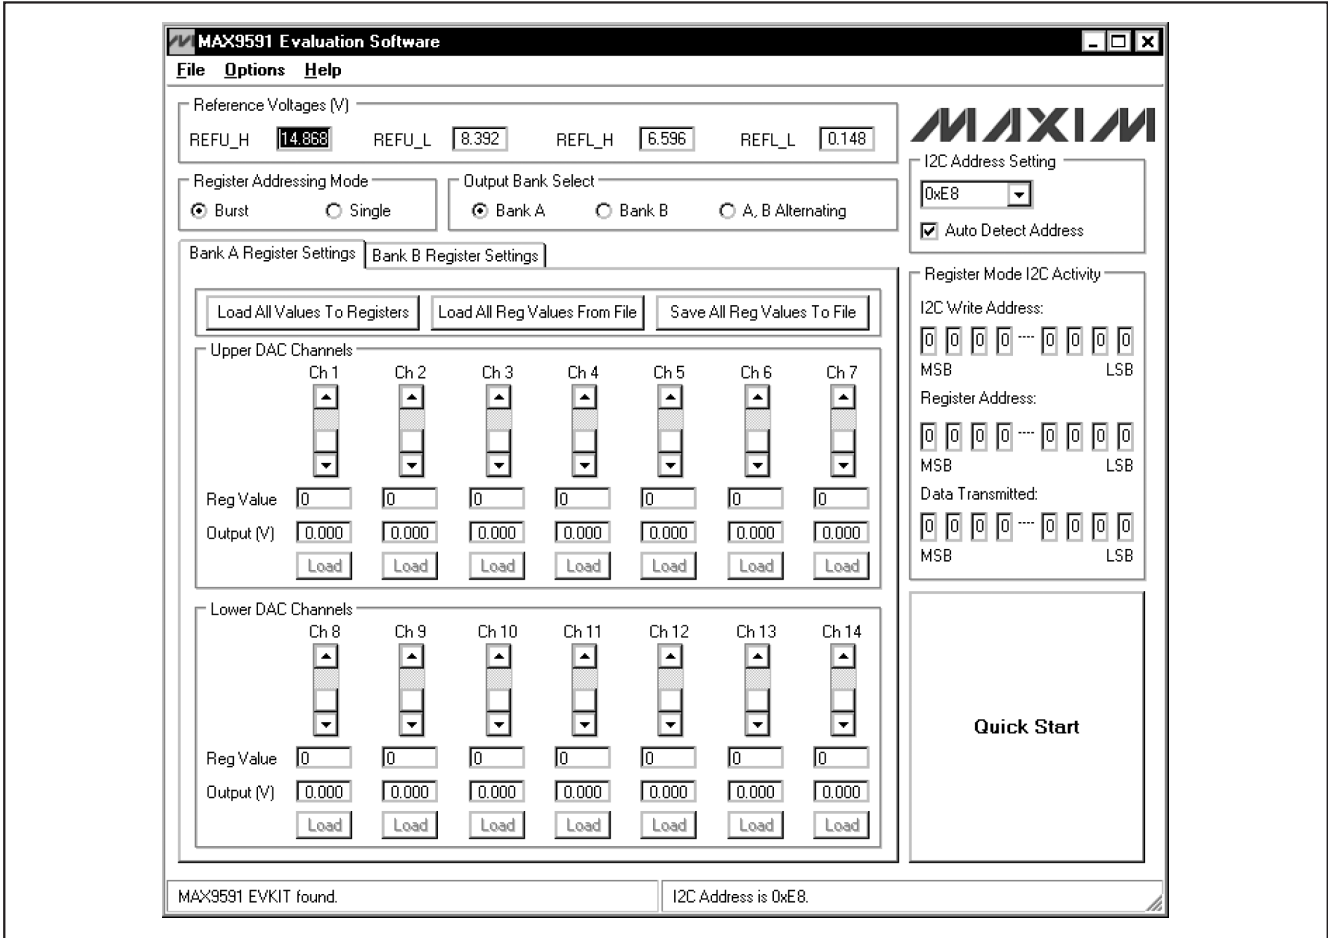 MAX9591 Evaluation Software
File Options Help
Reference Voltages (V)
REFU_H 14.868 REFU_L 8.392 REFL_H 6.596 REFL_L 0.148
MAXIM
I2C Address Setting
0xE8
Auto Detect Address
Register Addressing Mode
Burst Single
Output Bank Select
Bank A Bank B A, B Alternating
Bank A Register Settings Bank B Register Settings
Load All Values To Registers Load All Reg Values From File Save All Reg Values To File
Upper DAC Channels
Ch 1 Ch 2 Ch 3 Ch 4 Ch 5 Ch 6 Ch 7
Reg Value 0 0 0 0 0 0 0
Output (V) 0.000 0.000 0.000 0.000 0.000 0.000 0.000
Load Load Load Load Load Load Load
Lower DAC Channels
Ch 8 Ch 9 Ch 10 Ch 11 Ch 12 Ch 13 Ch 14
Reg Value 0 0 0 0 0 0 0
Output (V) 0.000 0.000 0.000 0.000 0.000 0.000 0.000
Load Load Load Load Load Load Load
Register Mode I2C Activity
I2C Write Address:
0 0 0 0 ---- 0 0 0 0
MSB LSB
Register Address:
0 0 0 0 ---- 0 0 0 0
MSB LSB
Data Transmitted:
0 0 0 0 ---- 0 0 0 0
MSB LSB
Quick Start
MAX9591 EVKIT found. I2C Address is 0xE8.